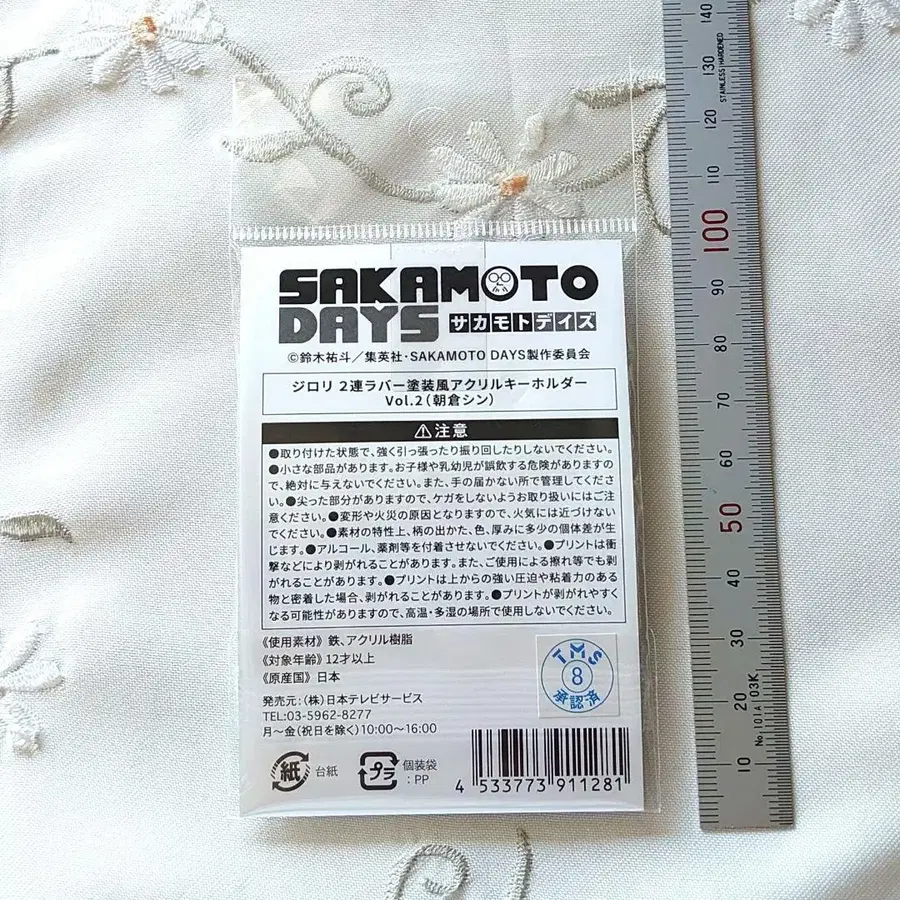 SAKAMOTO
DAYS サカモトデイズ
©鈴木祐斗／集英社・SAKAMOTO DAYS製作委員会
ジロリ 2連ラバー塗装風アクリルキーホルダー
Vol.2（朝倉シン）
⚠注意
●取り付けた状態で、強く引っ張ったり振り回したりしないでください。
●小さな部品があります。お子様や乳幼児が誤飲する危険がありますの
で、絶対に与えないでください。また、手の届かない所で管理してくださ
い。●尖った部分がありますので、ケガをしないようお取り扱いにはご注
意ください。●変形や火災の原因となりますので、火気には近づけない
でください。●素材の特性上、柄の出かた、色、厚みに多少の個体差が生
じます。●アルコール、薬剤等を付着させないでください。●プリントは衝
撃などにより剥がれることがあります。また、ご使用による擦れ等でも剥
がれることがあります。●プリントは上からの強い圧迫や粘着力のある
物と密着した場合、剥がれることがあります。●プリントが剥がれやすく
なる可能性がありますので、高温・多湿の場所で使用しないでください。
《使用素材》鉄、アクリル樹脂
《対象年齢》12才以上
《原産国》日本
発売元：（株）日本テレビサービス
TEL:03-5962-8277
月～金（祝日を除く）10:00～16:00
TMS
8
承認済
紙 台紙
プラ 個装袋
：PP
4 533773 911281
140
130
120
110
100
90
80
70
60
50
40
30
20
10
STAINLESS HARDENED
No.101A 03K